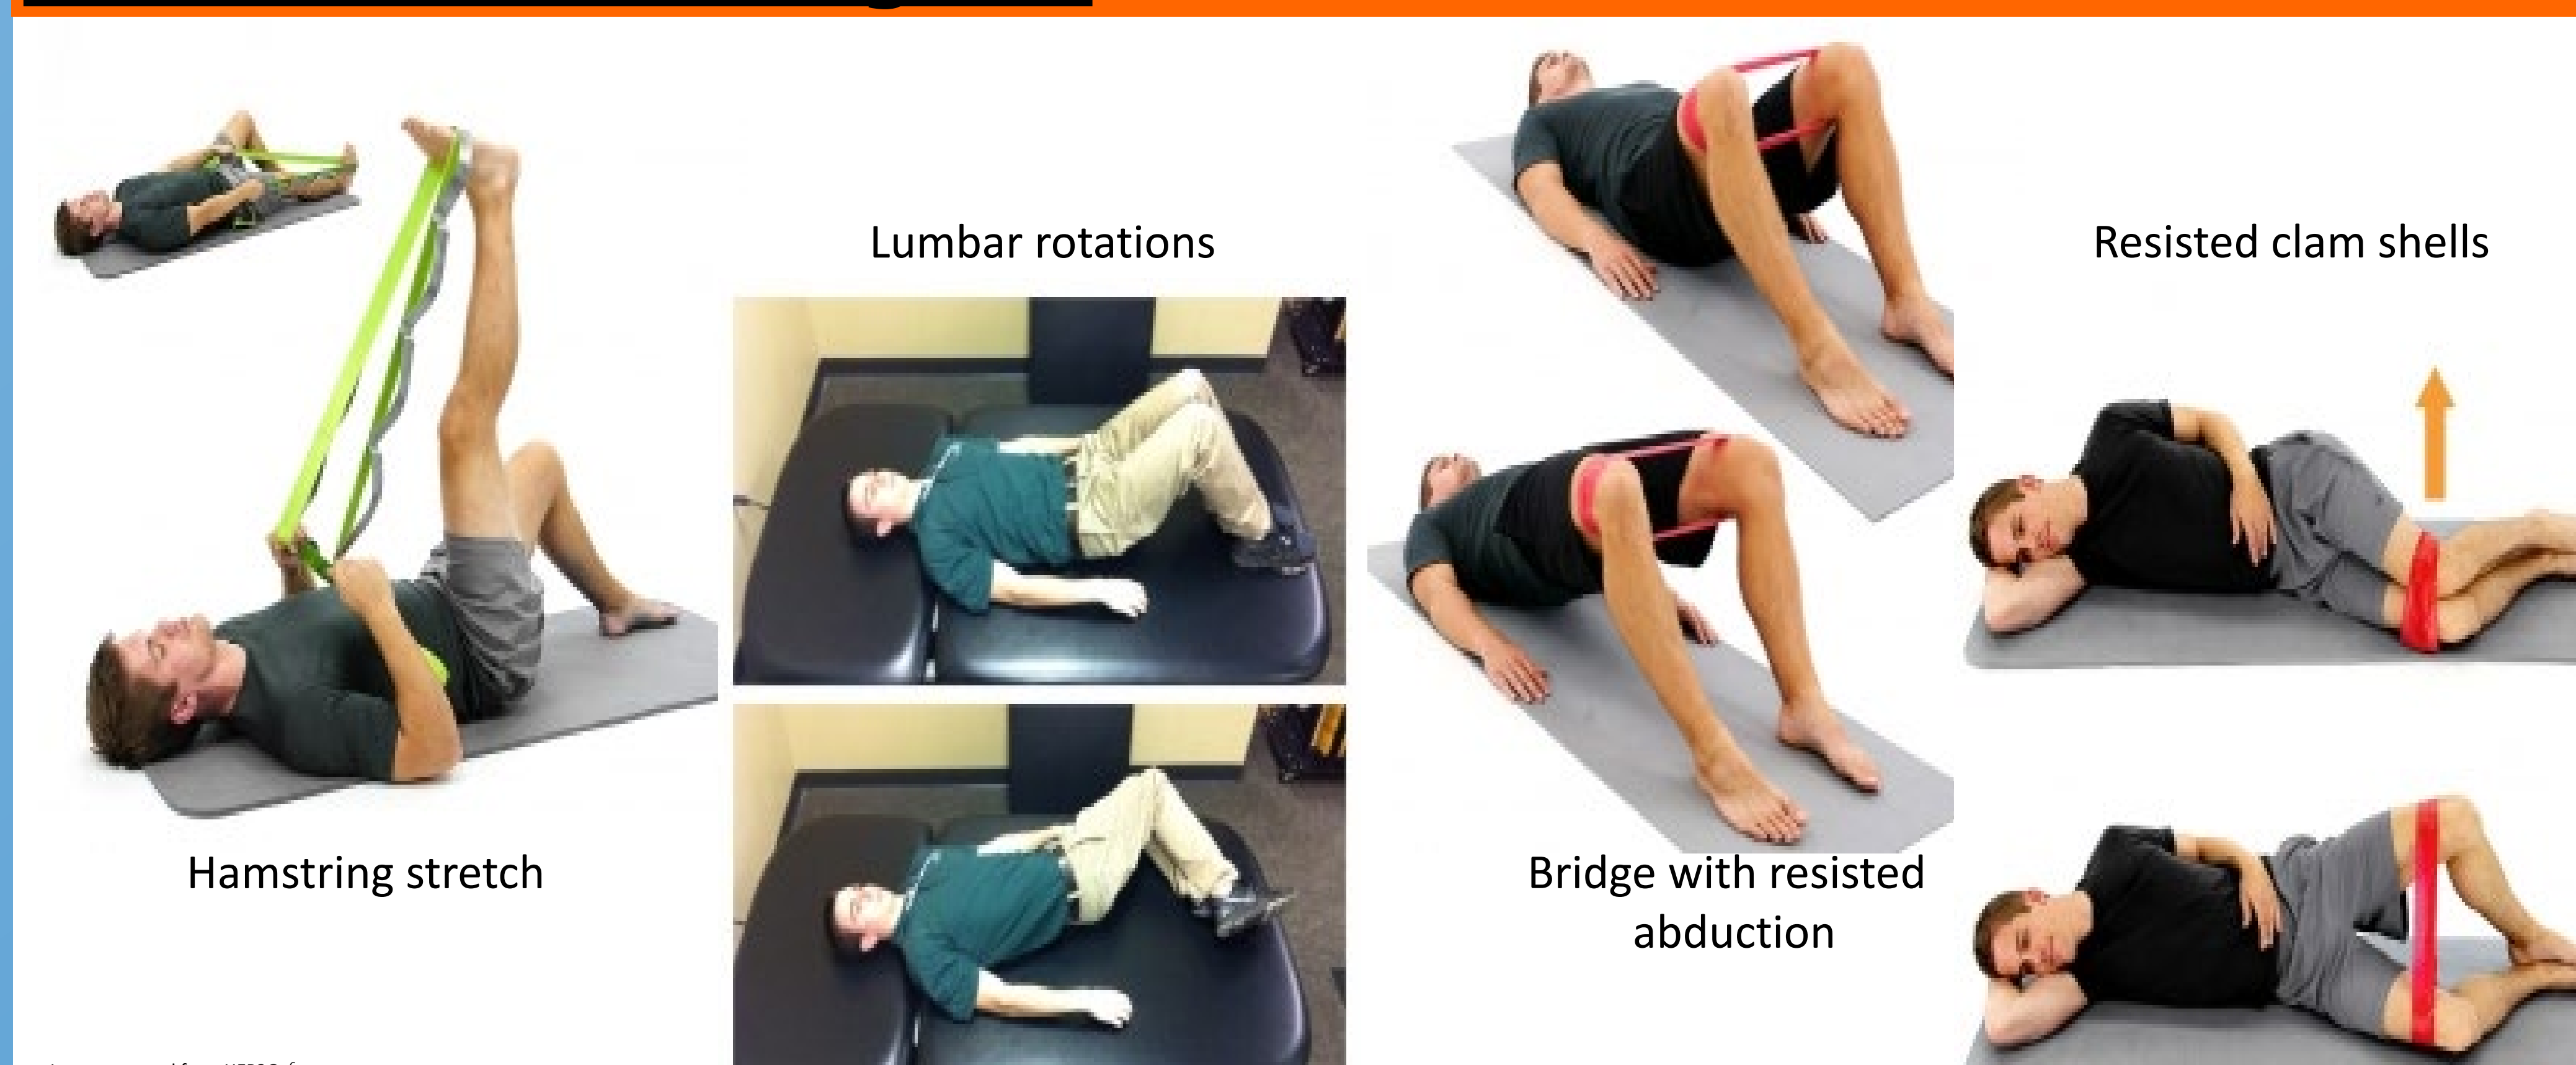 Lumbar rotations
Resisted clam shells
Hamstring stretch
Bridge with resisted
abduction